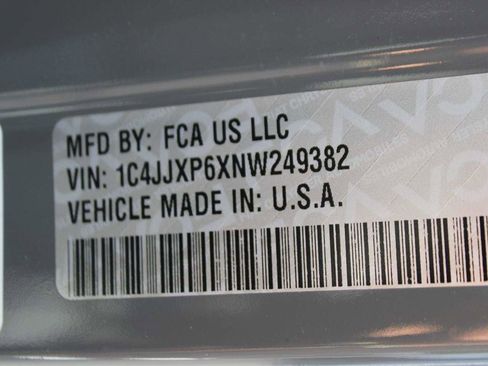 MFD BY: FCA US LLC
VIN: 1C4JJXP6XNW249382
VEHICLE MADE IN: U.S.A.